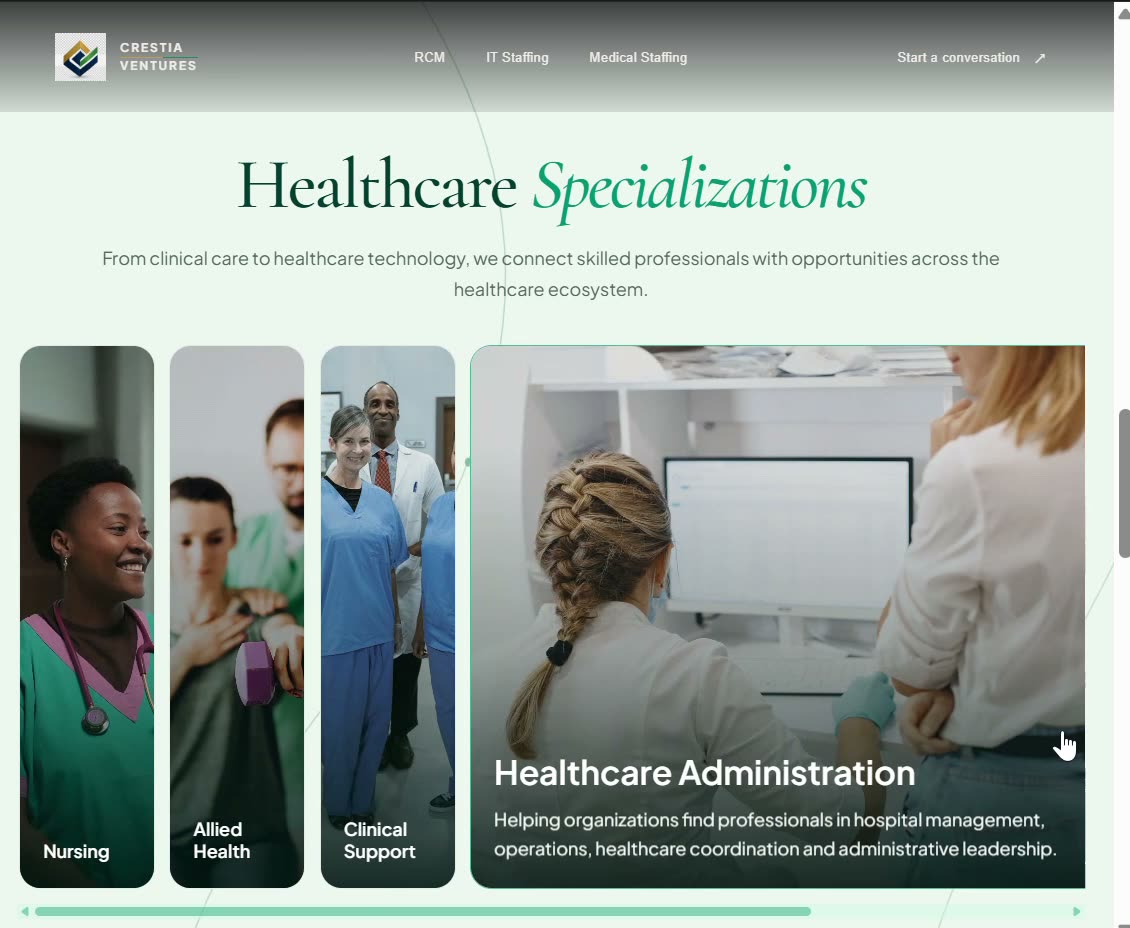 CRESTIA
VENTURES
RCM
IT Staffing
Medical Staffing
Start a conversation ↗
Healthcare Specializations
From clinical care to healthcare technology, we connect skilled professionals with opportunities across the
healthcare ecosystem.
Nursing
Allied
Health
Clinical
Support
Healthcare Administration
Helping organizations find professionals in hospital management,
operations, healthcare coordination and administrative leadership.